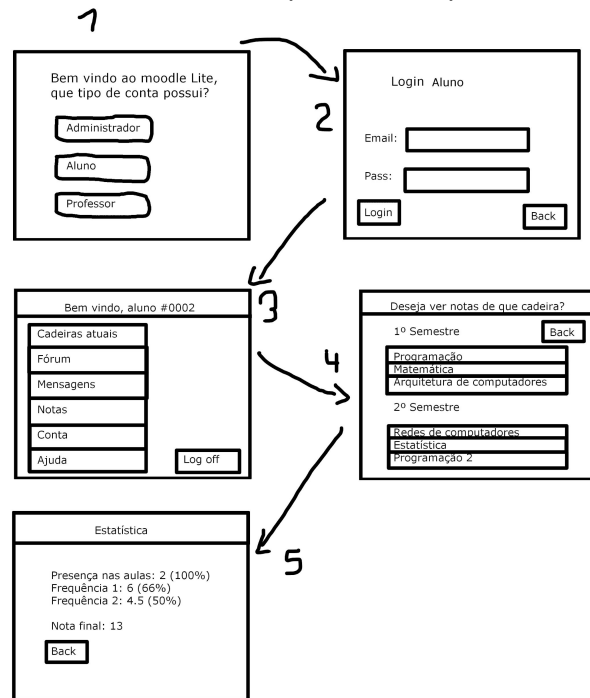 1
Bem vindo ao moodle Lite,
que tipo de conta possui?
Administrador
Aluno
Professor
2
Login Aluno
Email:
Pass:
Login
Back
3
Bem vindo, aluno #0002
Cadeiras atuais
Fórum
Mensagens
Notas
Conta
Ajuda
Log off
4
Deseja ver notas de que cadeira?
1º Semestre
Back
Programação
Matemática
Arquitetura de computadores
2º Semestre
Redes de computadores
Estatística
Programação 2
5
Estatística
Presença nas aulas: 2 (100%)
Frequência 1: 6 (66%)
Frequência 2: 4.5 (50%)
Nota final: 13
Back